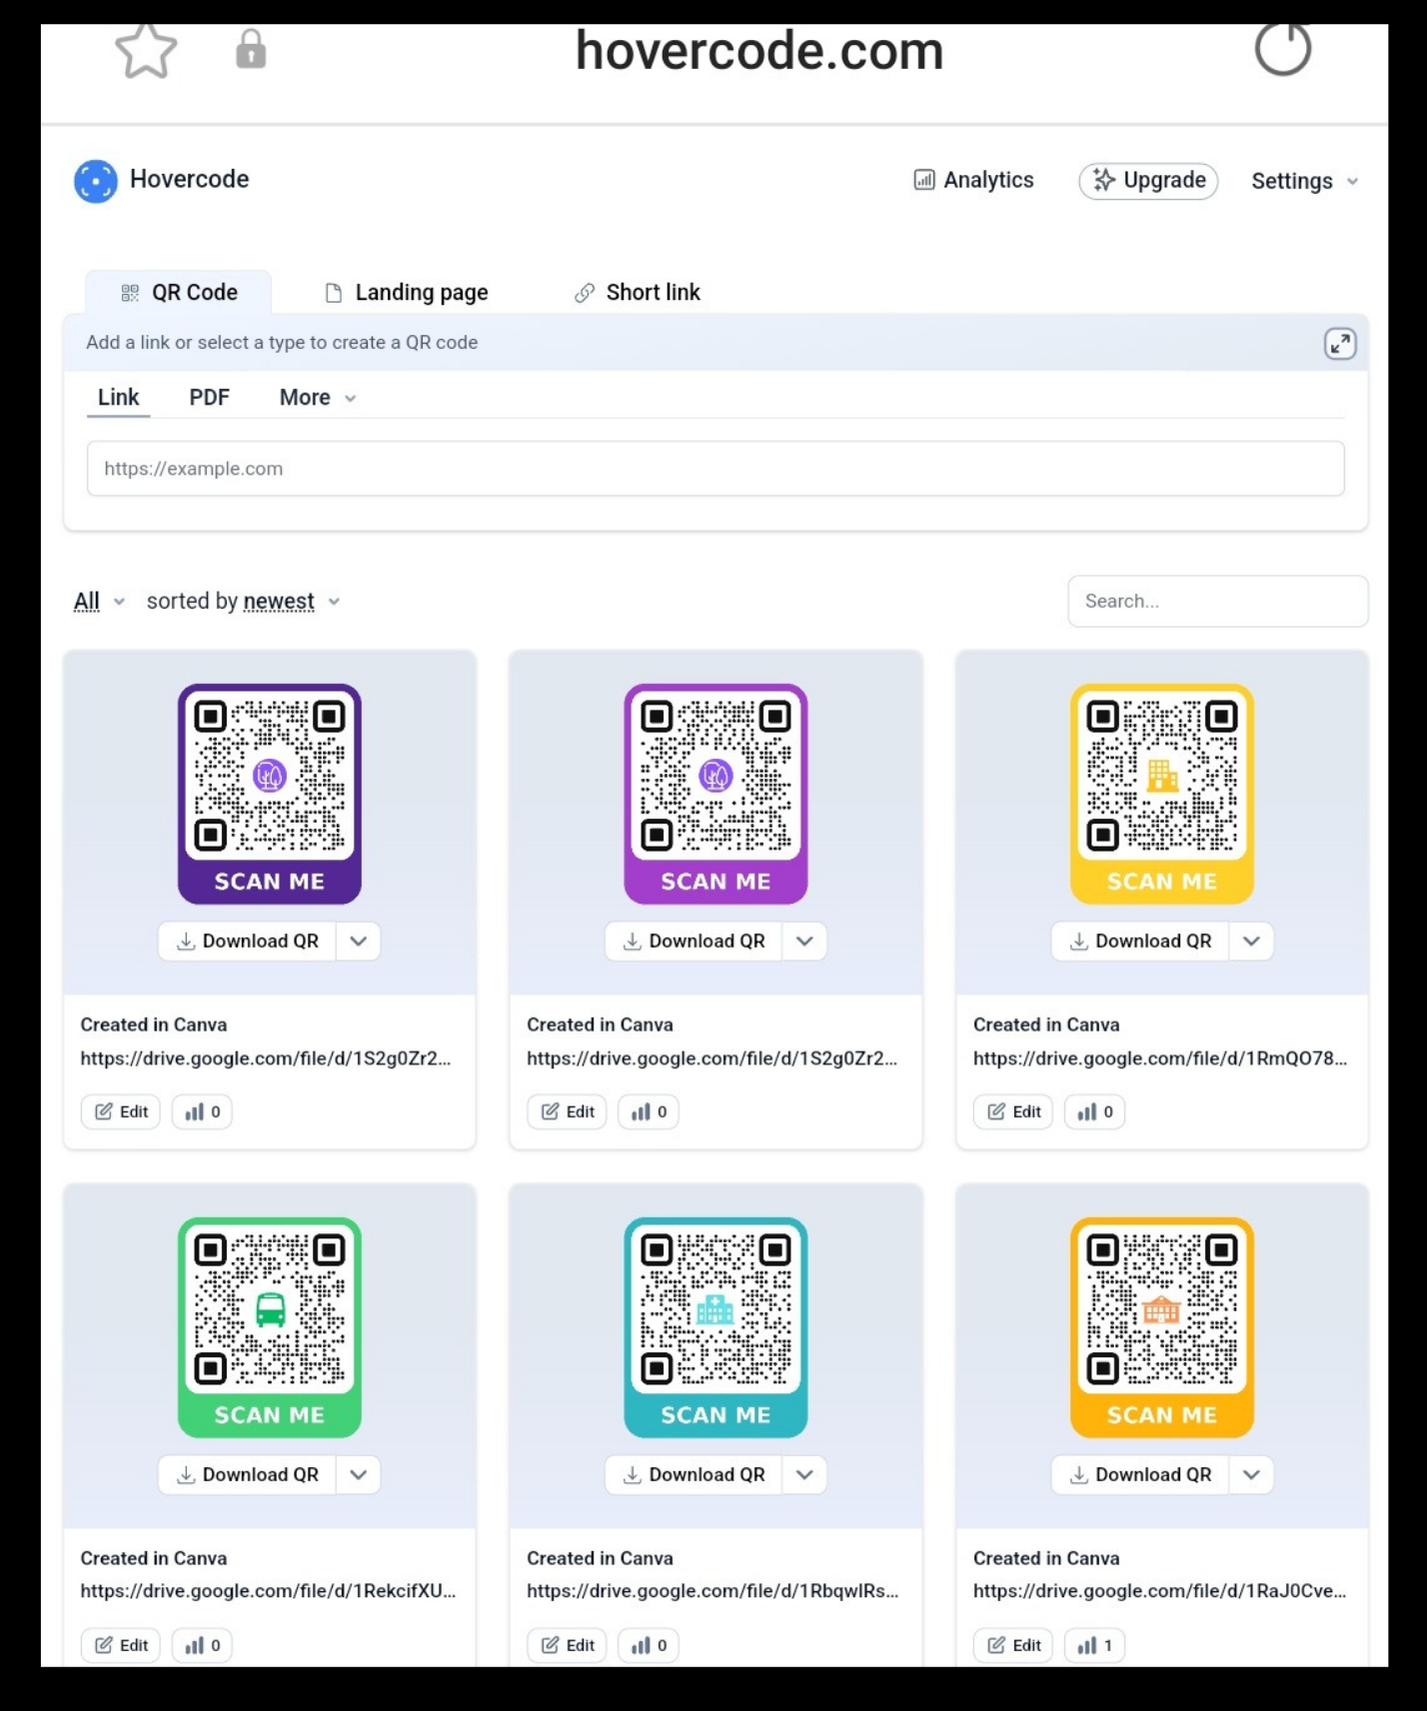 hovercode.com
Hovercode
Analytics
Upgrade
Settings
QR Code
Landing page
Short link
Add a link or select a type to create a QR code
Link
PDF
More
https://example.com
All
sorted by newest
Search...
SCAN ME
SCAN ME
SCAN ME
Download QR
Download QR
Download QR
Created in Canva
Created in Canva
Created in Canva
https://drive.google.com/file/d/1S2g0Zr2...
https://drive.google.com/file/d/1S2g0Zr2...
https://drive.google.com/file/d/1RmQO78...
Edit
0
Edit
0
Edit
0
SCAN ME
SCAN ME
SCAN ME
Download QR
Download QR
Download QR
Created in Canva
Created in Canva
Created in Canva
https://drive.google.com/file/d/1RekcifXU...
https://drive.google.com/file/d/1RbqwlRs...
https://drive.google.com/file/d/1RaJ0Cve...
Edit
0
Edit
0
Edit
1